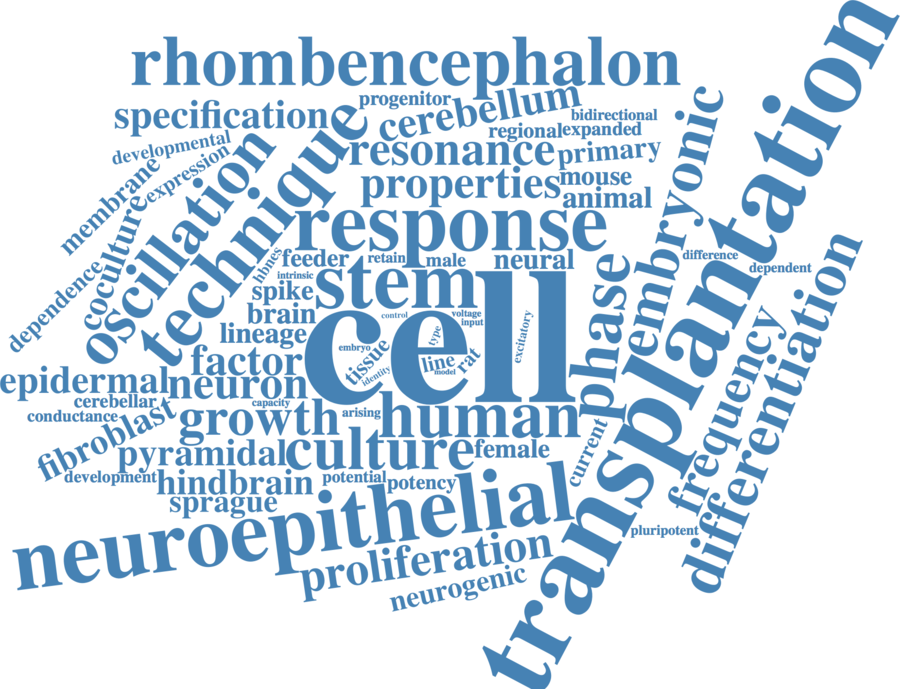 rhombencephalon
transplantation
progenitor
specification
cerebellum
bidirectional
technique
regional
expanded
developmental
embryonic
resonance
primary
oscillation
expression
membrane
properties
mouse
animal
response
coculture
neural
feeder
retain
male
difference
dependent
hbnes
intrinsic
stem
differentiation
dependence
spike
phase
cell
brain
control
voltage
input
lineage
type
excitatory
frequency
embryo
tissue
line
rat
model
identity
factor
epidermal
neuron
cerebellar
capacity
conductance
growth
arising
human
fibroblast
pyramidal
culture
female
current
development
hindbrain
potential
potency
sprague
neuroepithelial
pluripotent
proliferation
neurogenic